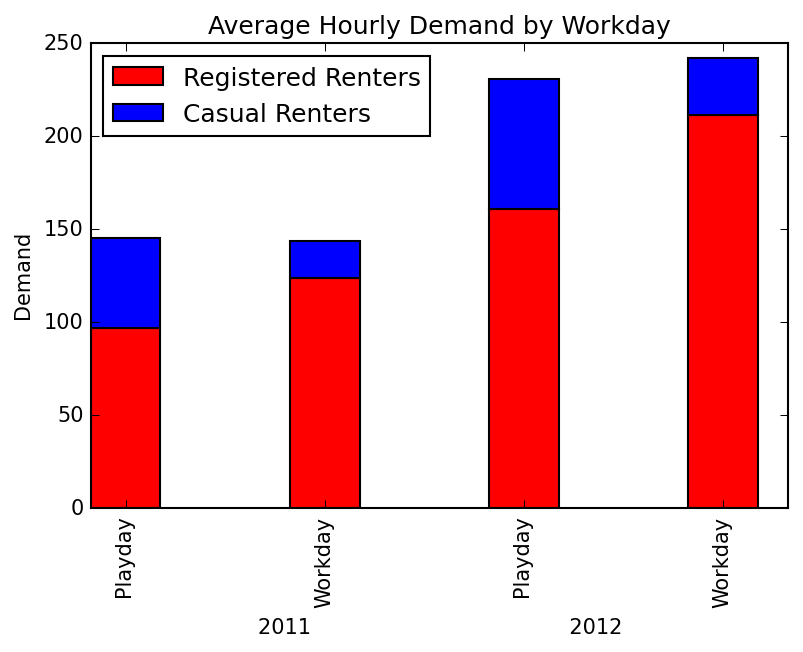 Average Hourly Demand by Workday
Registered Renters
Casual Renters
250
200
150
100
50
0
Demand
Playday
Workday
Playday
Workday
2011
2012